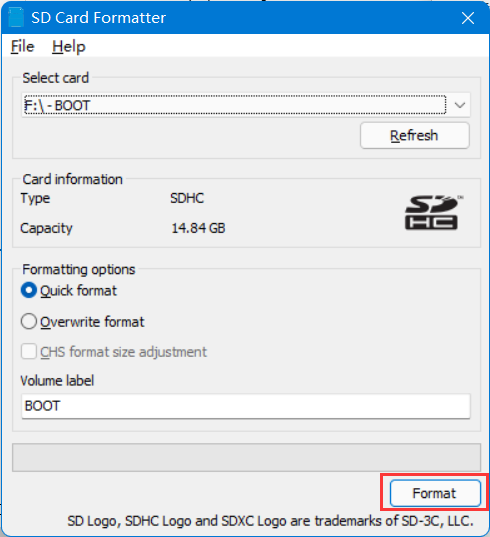 SD Card Formatter
File Help
Select card
F:\ - BOOT
Refresh
Card information
Type SDHC
SD HC
Capacity 14.84 GB
Formatting options
Quick format
Overwrite format
CHS format size adjustment
Volume label
BOOT
Format
SD Logo, SDHC Logo and SDXC Logo are trademarks of SD-3C, LLC.